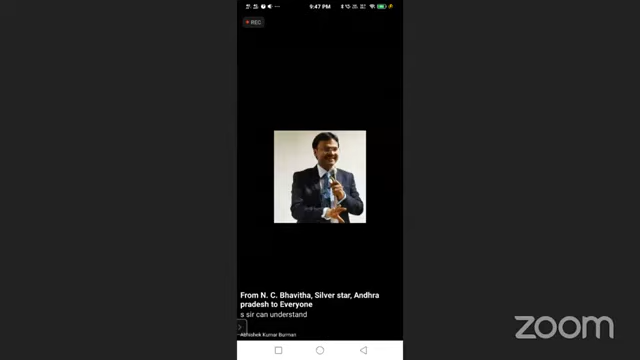 9:47 PM
REC
From N. C. Bhavitha, Silver star, Andhra
pradesh to Everyone
s sir can understand
Abhishek Kumar Burman
zoom